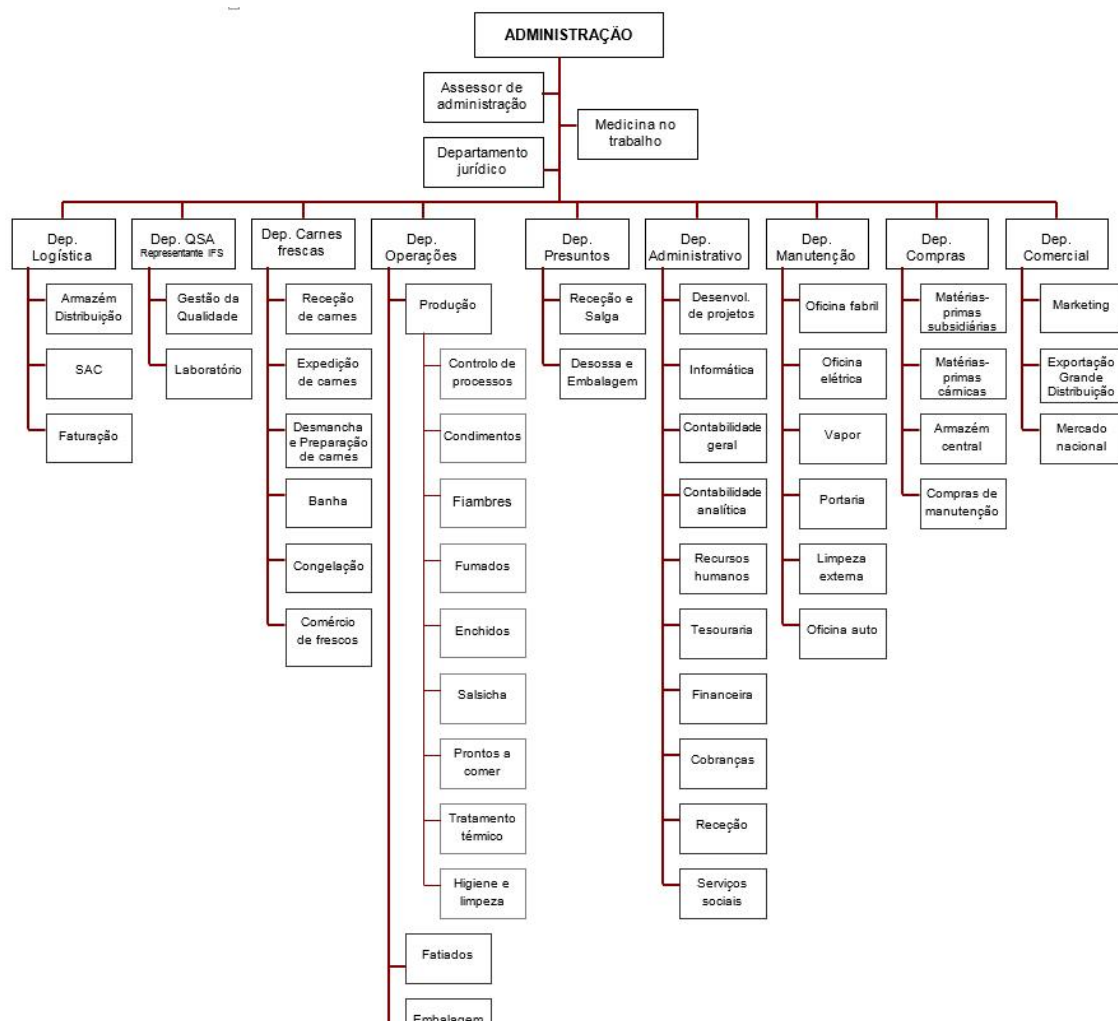 ADMINISTRAÇÃO
Assessor de
administração
Medicina no
trabalho
Departamento
jurídico
Dep.
Logística
Dep. QSA
Representante IFS
Dep. Carnes
frescas
Dep.
Operações
Dep.
Presuntos
Dep.
Administrativo
Dep.
Manutenção
Dep.
Compras
Dep.
Comercial
Armazém
Distribuição
SAC
Faturação
Gestão da
Qualidade
Laboratório
Receção
de carnes
Expedição
de carnes
Desmancha
e Preparação
de carnes
Banha
Congelação
Comércio
de frescos
Produção
Controlo de
processos
Condimentos
Fiambres
Fumados
Enchidos
Salsicha
Prontos a
comer
Tratamento
térmico
Higiene e
limpeza
Fatiados
Embalagem
Receção e
Salga
Desossa e
Embalagem
Desenvol.
de projetos
Informática
Contabilidade
geral
Contabilidade
analítica
Recursos
humanos
Tesouraria
Financeira
Cobranças
Receção
Serviços
sociais
Oficina fabril
Oficina
elétrica
Vapor
Portaria
Limpeza
externa
Oficina auto
Matérias-
primas
subsidiárias
Matérias-
primas
cárnicas
Armazém
central
Compras de
manutenção
Marketing
Exportação
Grande
Distribuição
Mercado
nacional